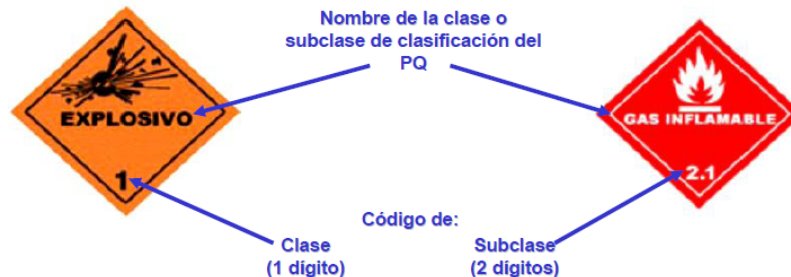 Nombre de la clase o
subclase de clasificación del
PQ
EXPLOSIVO
1
GAS INFLAMABLE
2.1
Código de:
Clase
(1 dígito)
Subclase
(2 dígitos)